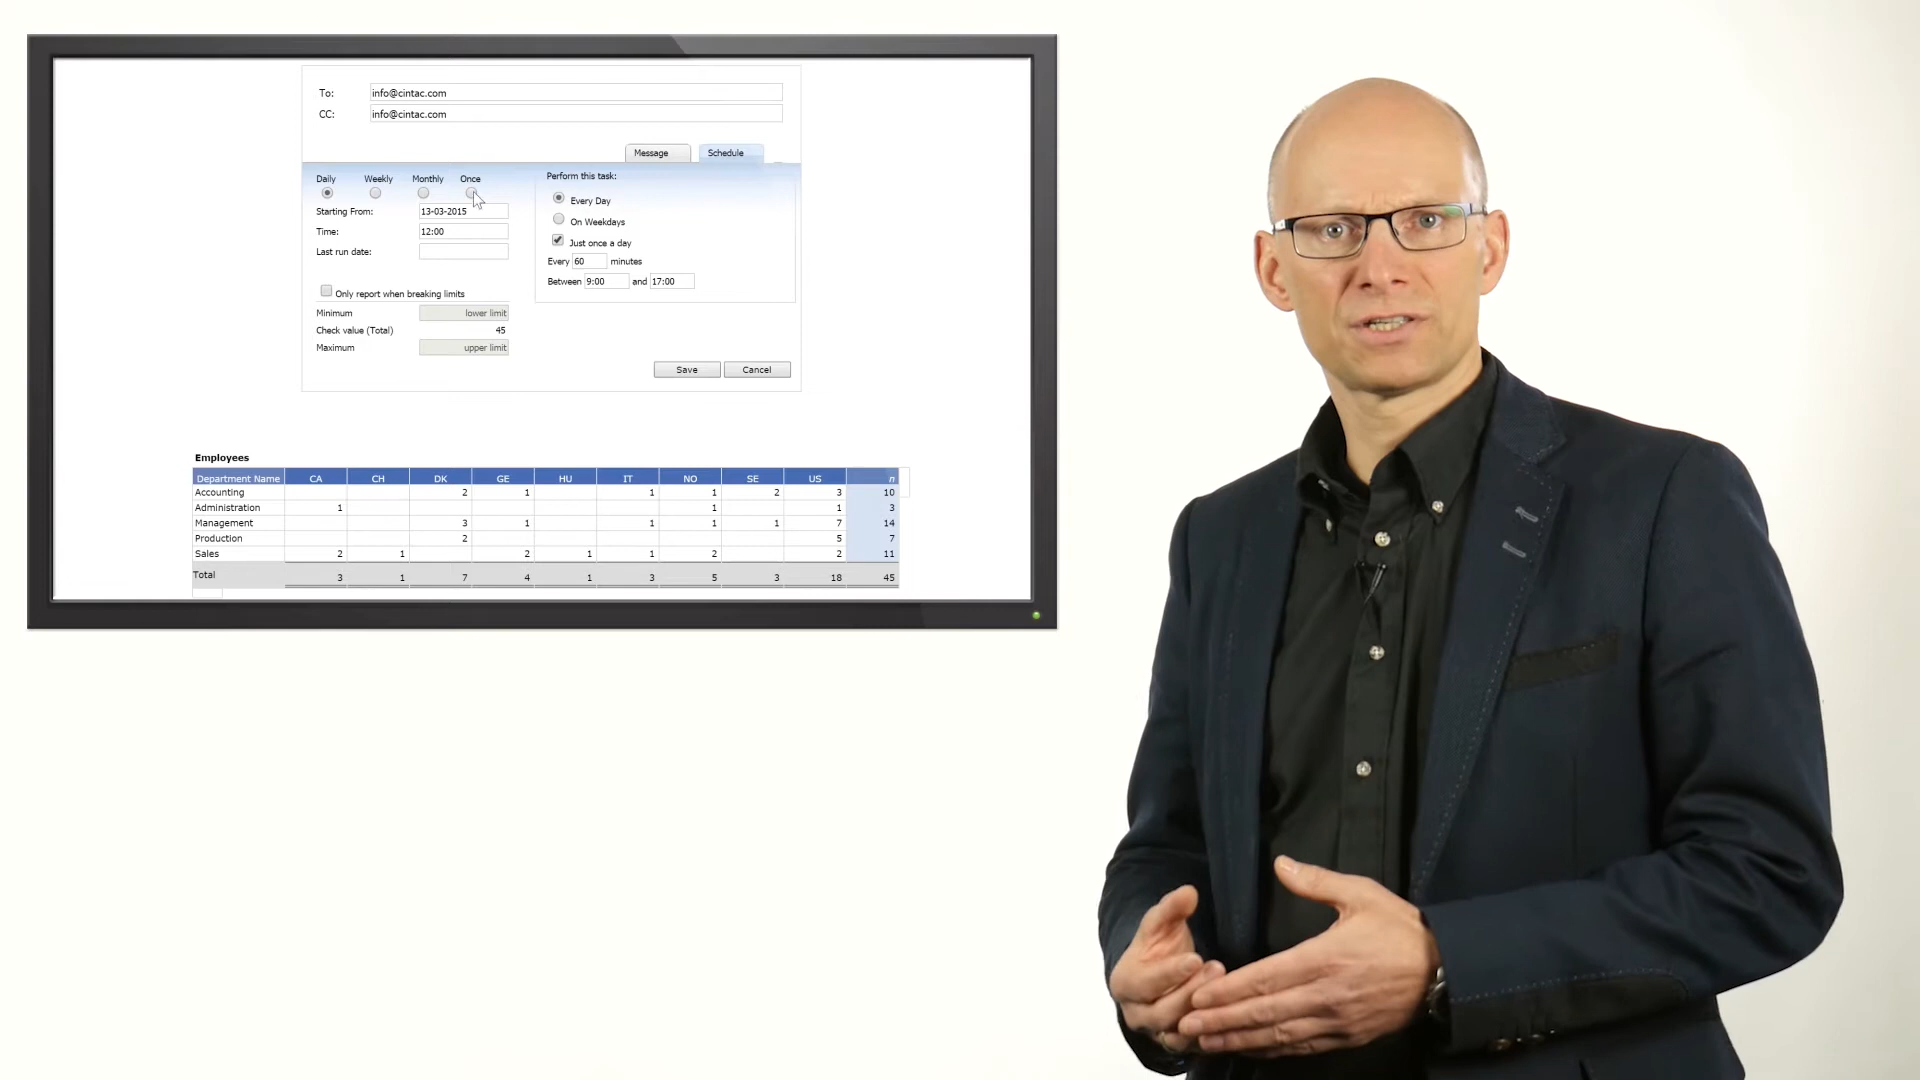 To: info@cintac.com
CC: info@cintac.com
Message Schedule
Daily Weekly Monthly Once
Starting From: 13-03-2015
Time: 12:00
Last run date:
Only report when breaking limits
Minimum lower limit
Check value (Total) 45
Maximum upper limit
Perform this task:
Every Day
On Weekdays
Just once a day
Every 60 minutes
Between 9:00 and 17:00
Save Cancel
Employees
Department Name CA CH DK GE HU IT NO SE US n
Accounting 2 1 1 1 2 3 10
Administration 1 1 1 3
Management 3 1 1 1 1 7 14
Production 2 5 7
Sales 2 1 2 1 1 2 2 11
Total 3 1 7 4 1 3 5 3 18 45